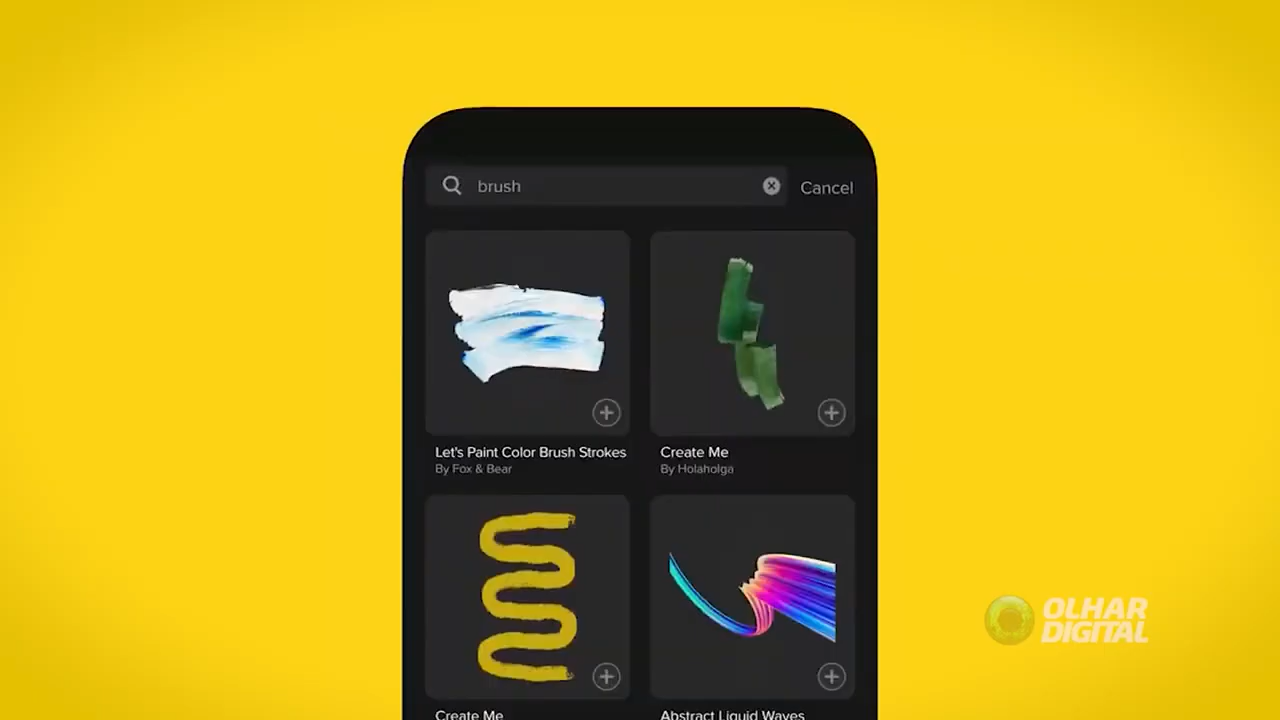 brush
Cancel
Let's Paint Color Brush Strokes
By Fox & Bear
Create Me
By Holaholga
Create Me
Abstract Liquid Waves
OLHAR
DIGITAL